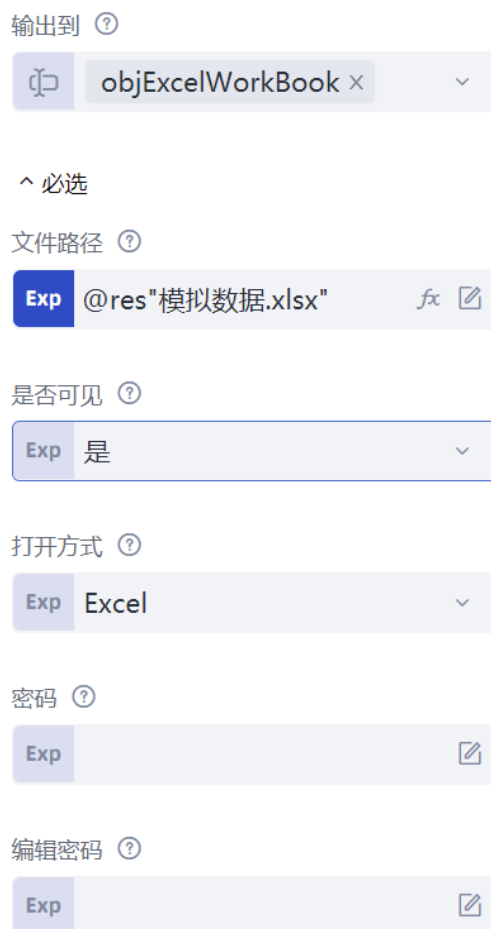 输出到
objExcelWorkBook
必选
文件路径
Exp @res"模拟数据.xlsx" fx
是否可见
Exp 是
打开方式
Exp Excel
密码
Exp
编辑密码
Exp